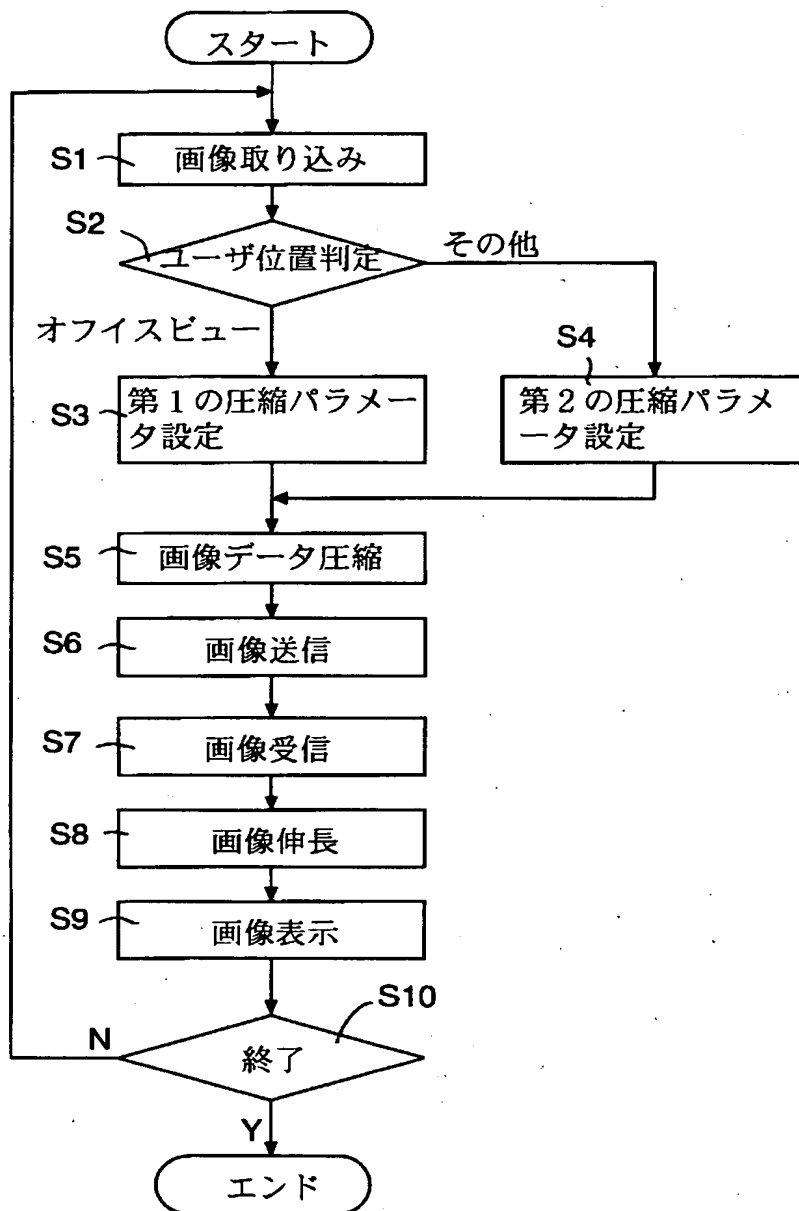 スタート
S1
画像取り込み
S2
ユーザ位置判定
その他
オフイスビュー
S4
S3
第1の圧縮パラメー
タ設定
第2の圧縮パラメ
ータ設定
S5
画像データ圧縮
S6
画像送信
S7
画像受信
S8
画像伸長
S9
画像表示
S10
N
終了
Y
エンド